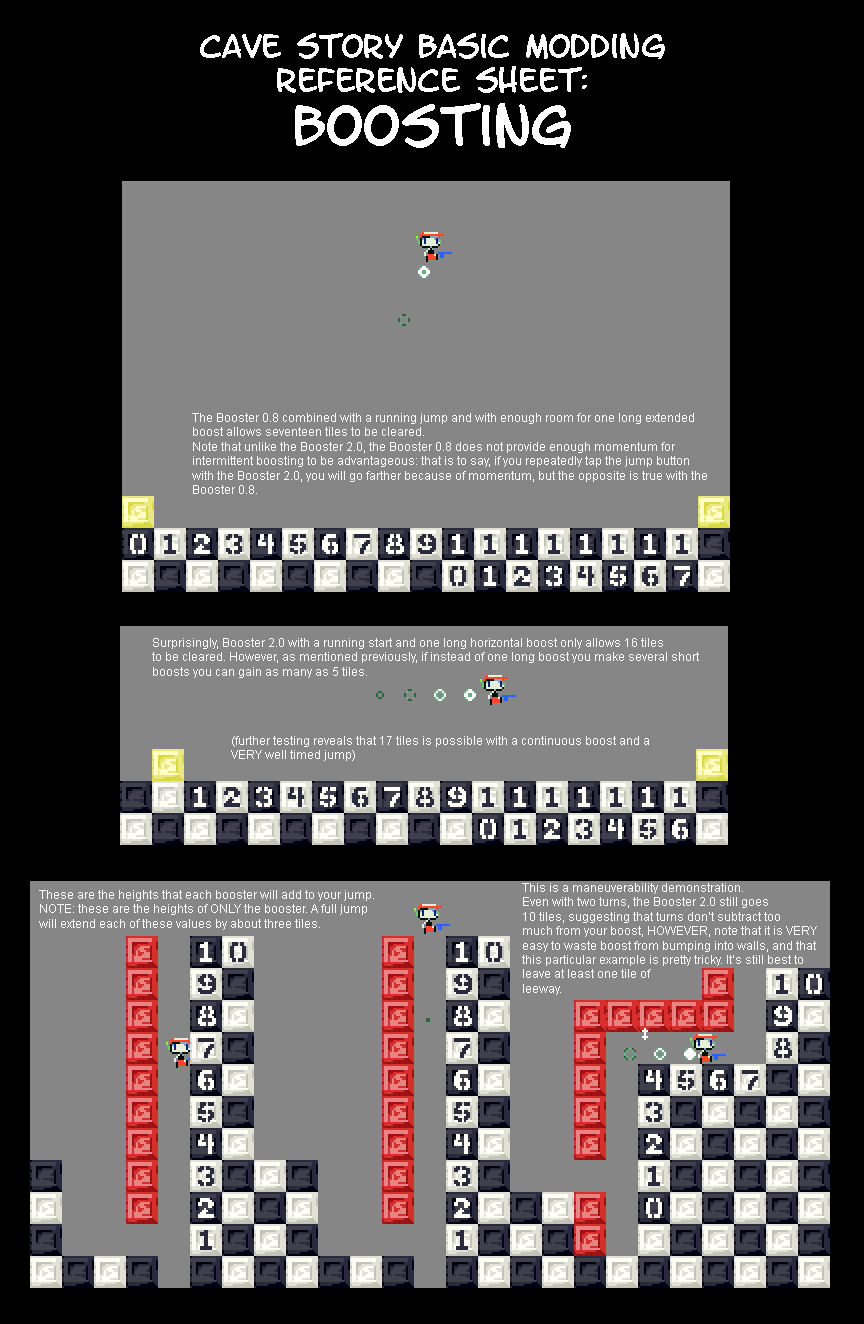 CAVE STORY BASIC MODDING
REFERENCE SHEET:
BOOSTING
The Booster 0.8 combined with a running jump and with enough room for one long extended
boost allows seventeen tiles to be cleared.
Note that unlike the Booster 2.0, the Booster 0.8 does not provide enough momentum for
intermittent boosting to be advantageous: that is to say, if you repeatedly tap the jump button
with the Booster 2.0, you will go farther because of momentum, but the opposite is true with the
Booster 0.8.
0 1 2 3 4 5 6 7 8 9 1 1 1 1 1 1 1 1
0 1 2 3 4 5 6 7
Surprisingly, Booster 2.0 with a running start and one long horizontal boost only allows 16 tiles
to be cleared. However, as mentioned previously, if instead of one long boost you make several short
boosts you can gain as many as 5 tiles.
(further testing reveals that 17 tiles is possible with a continuous boost and a
VERY well timed jump)
1 2 3 4 5 6 7 8 9 1 1 1 1 1 1 1
0 1 2 3 4 5 6
These are the heights that each booster will add to your jump.
NOTE: these are the heights of ONLY the booster. A full jump
will extend each of these values by about three tiles.
1 0
9
8
7
6
5
4
3
2
1
1 0
9
8
7
6
5
4
3
2
1
This is a maneuverability demonstration.
Even with two turns, the Booster 2.0 still goes
10 tiles, suggesting that turns don't subtract too
much from your boost, HOWEVER, note that it is VERY
easy to waste boost from bumping into walls, and that
this particular example is pretty tricky. It's still best to
leave at least one tile of
leeway.
1 0
9
8
4 5 6 7
3
2
1
0